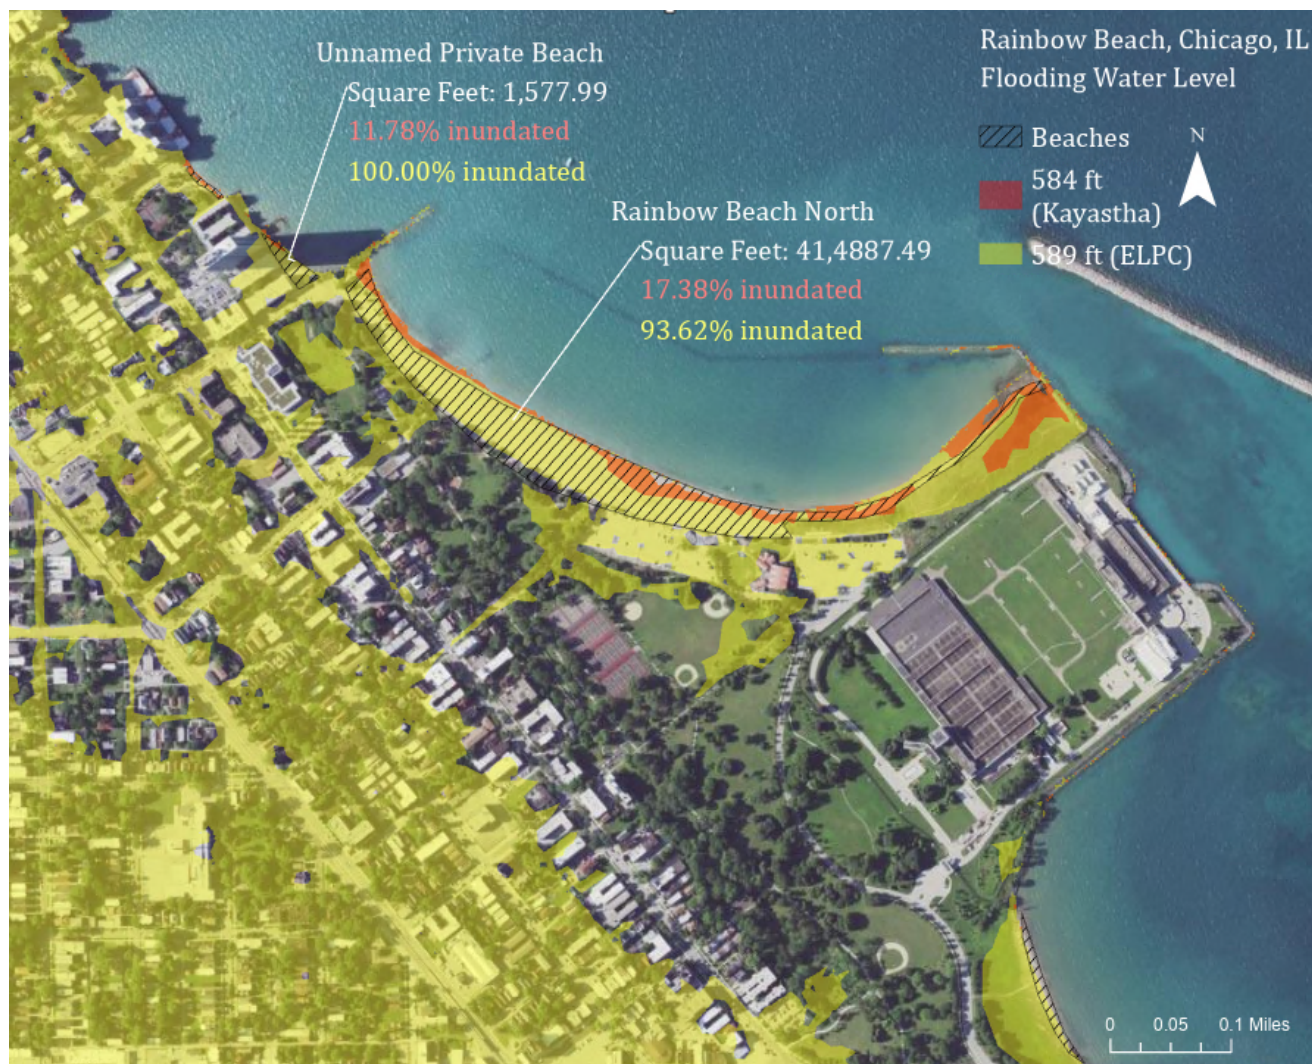 Unnamed Private Beach
Square Feet: 1,577.99
11.78% inundated
100.00% inundated
Rainbow Beach North
Square Feet: 41,4887.49
17.38% inundated
93.62% inundated
Rainbow Beach, Chicago, IL
Flooding Water Level
Beaches
584 ft
(Kayastha)
589 ft (ELPC)
N
0 0.05 0.1 Miles